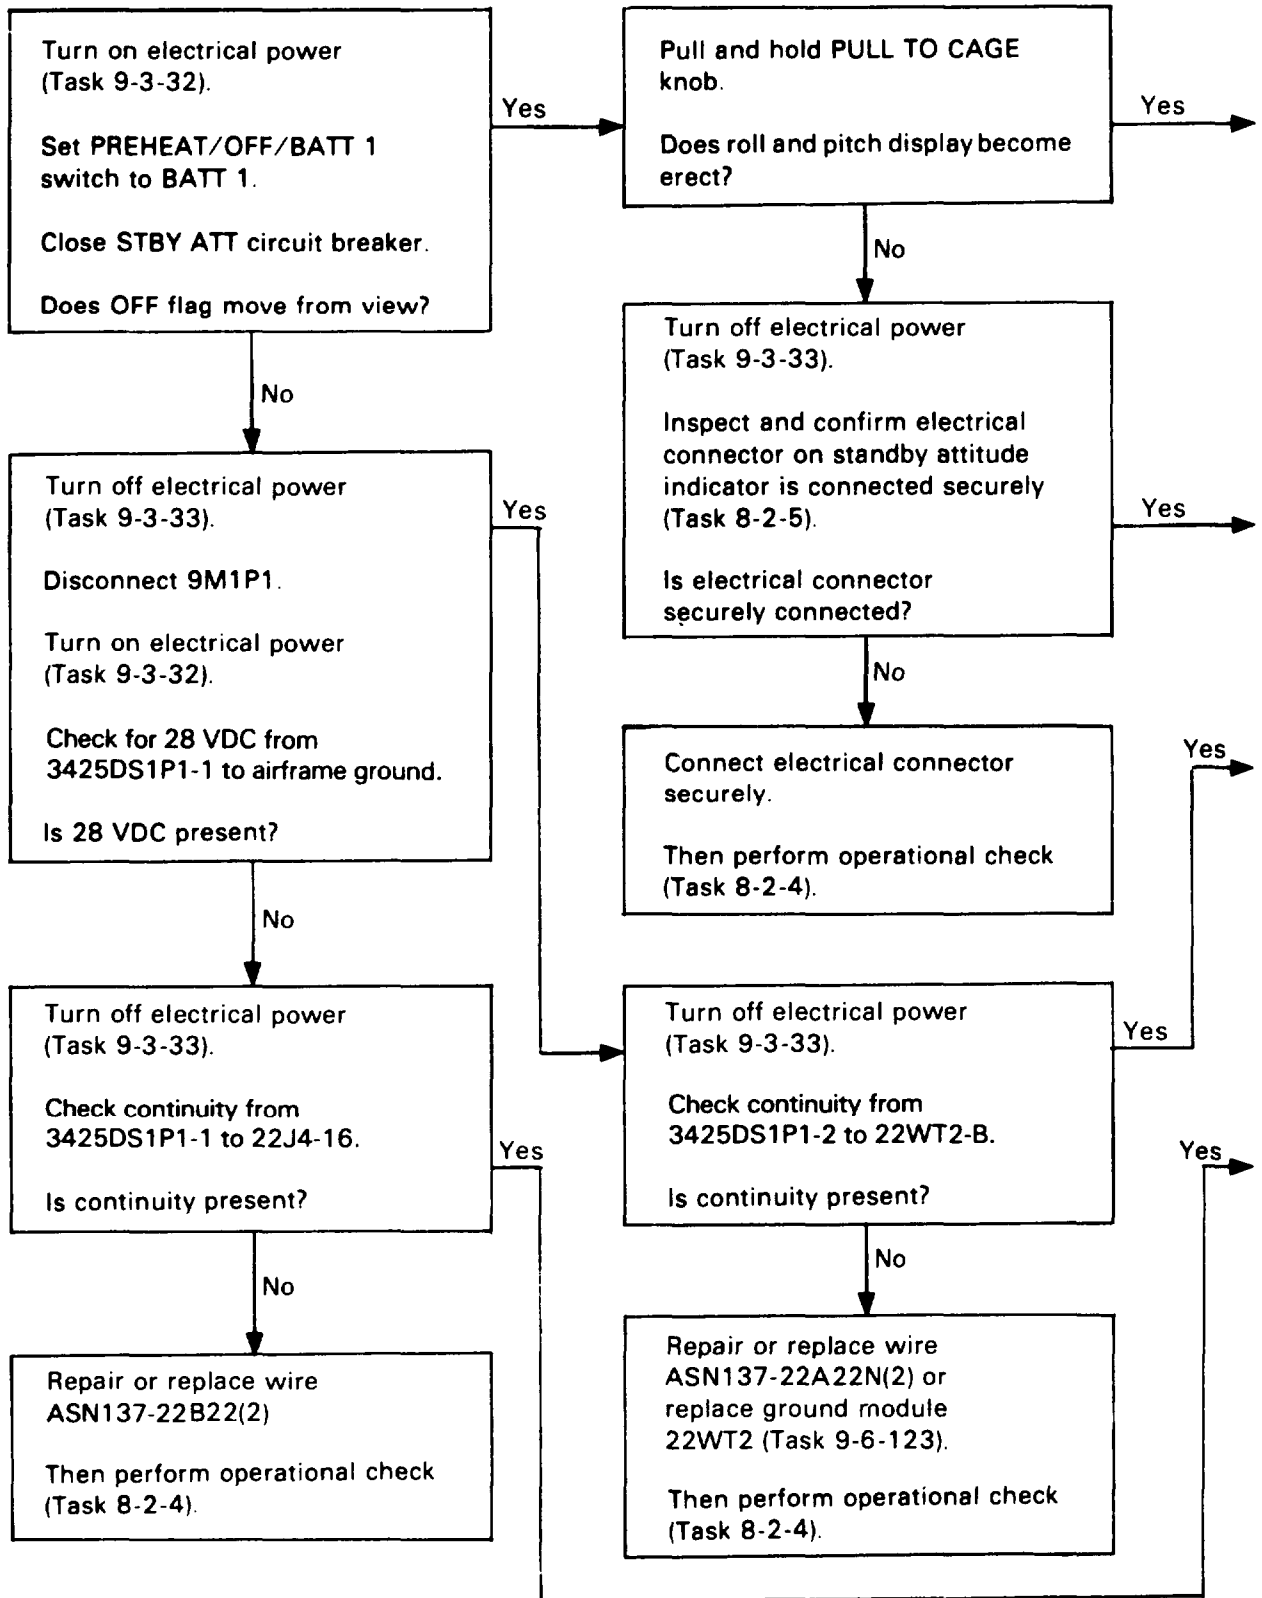 Turn on electrical power
(Task 9-3-32).
Set PREHEAT/OFF/BATT 1
switch to BATT 1.
Close STBY ATT circuit breaker.
Does OFF flag move from view?
Yes
No
Pull and hold PULL TO CAGE
knob.
Does roll and pitch display become
erect?
Yes
No
Turn off electrical power
(Task 9-3-33).
Inspect and confirm electrical
connector on standby attitude
indicator is connected securely
(Task 8-2-5).
Is electrical connector
securely connected?
Yes
No
Turn off electrical power
(Task 9-3-33).
Disconnect 9M1P1.
Turn on electrical power
(Task 9-3-32).
Check for 28 VDC from
3425DS1P1-1 to airframe ground.
Is 28 VDC present?
Yes
No
Connect electrical connector
securely.
Then perform operational check
(Task 8-2-4).
Yes
Turn off electrical power
(Task 9-3-33).
Check continuity from
3425DS1P1-1 to 22J4-16.
Is continuity present?
Yes
No
Turn off electrical power
(Task 9-3-33).
Check continuity from
3425DS1P1-2 to 22WT2-B.
Is continuity present?
Yes
Yes
No
Repair or replace wire
ASN137-22B22(2)
Then perform operational check
(Task 8-2-4).
Repair or replace wire
ASN137-22A22N(2) or
replace ground module
22WT2 (Task 9-6-123).
Then perform operational check
(Task 8-2-4).